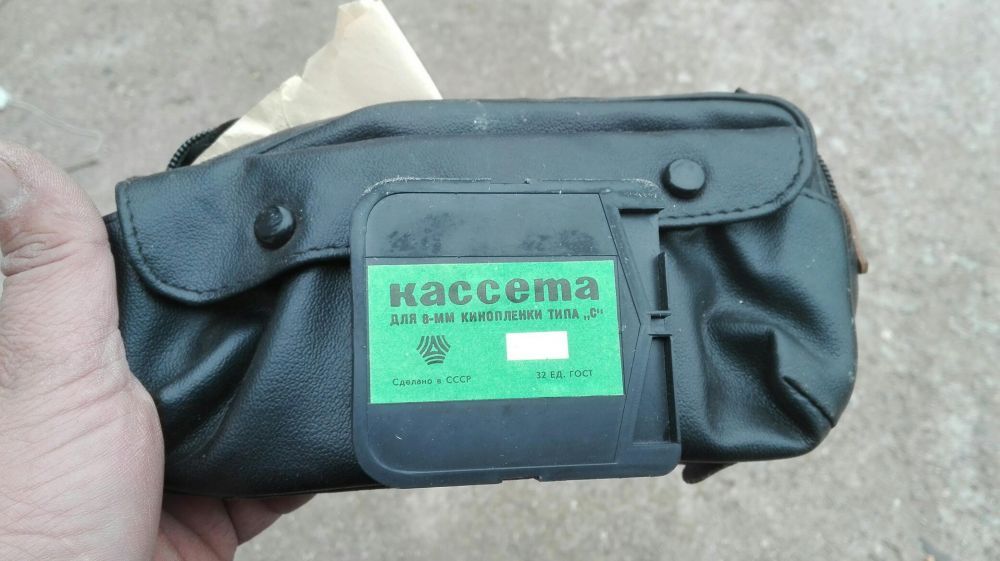 кассета
ДЛЯ 8-ММ КИНОПЛЕНКИ ТИПА „С“
Сделано в СССР
32 ЕД. ГОСТ